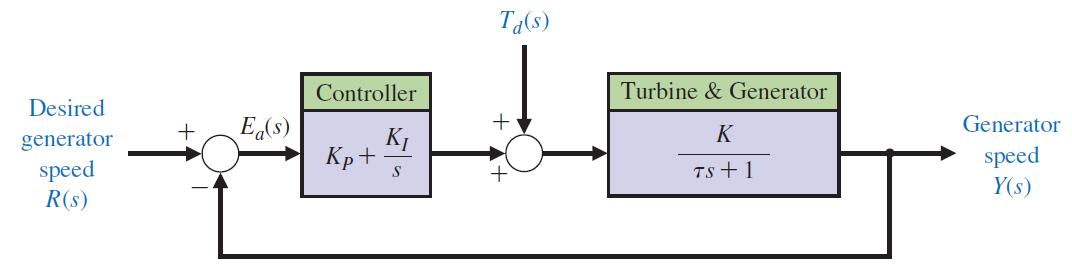 T_d(s)
Desired
generator
speed
R(s)
+
−
E_a(s)
Controller
K_P + K_I
s
+
+
Turbine & Generator
K
τs + 1
Generator
speed
Y(s)